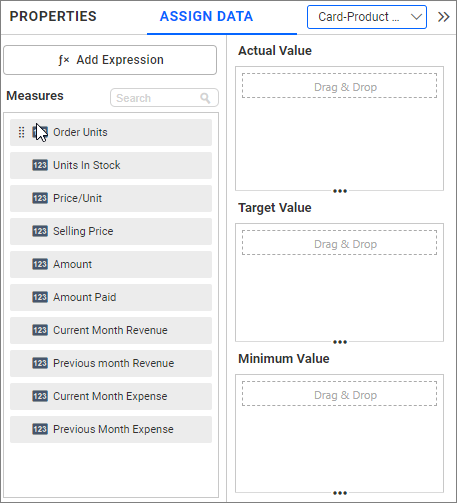 PROPERTIES
ASSIGN DATA
Card-Product ...
ƒ× Add Expression
Measures
Search
123 Order Units
123 Units In Stock
123 Price/Unit
123 Selling Price
123 Amount
123 Amount Paid
123 Current Month Revenue
123 Previous month Revenue
123 Current Month Expense
123 Previous Month Expense
Actual Value
Drag & Drop
Target Value
Drag & Drop
Minimum Value
Drag & Drop